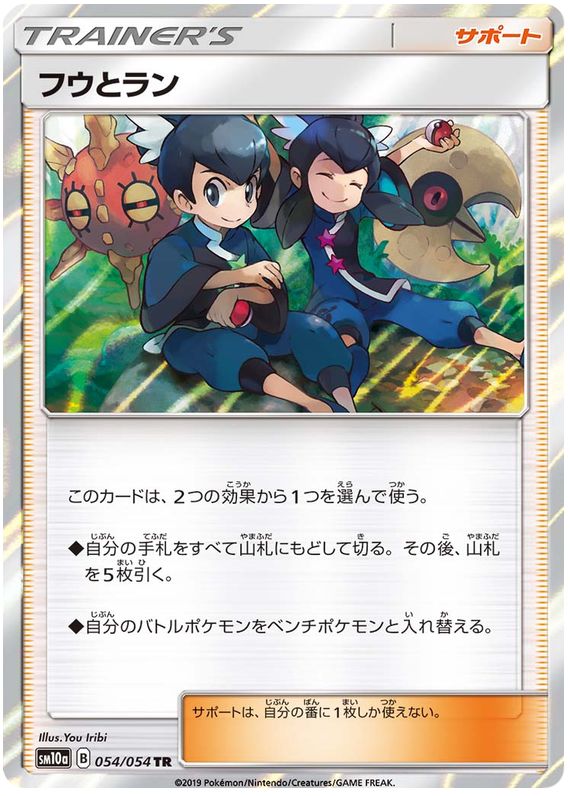 TRAINER'S
サポート
フウとラン
このカードは、2つの効果から1つを選んで使う。
◆自分の手札をすべて山札にもどして切る。その後、山札
を5枚引く。
◆自分のバトルポケモンをベンチポケモンと入れ替える。
サポートは、自分の番に1枚しか使えない。
Illus.You Iribi
sm10a B 054/054 TR
©2019 Pokémon/Nintendo/Creatures/GAME FREAK.